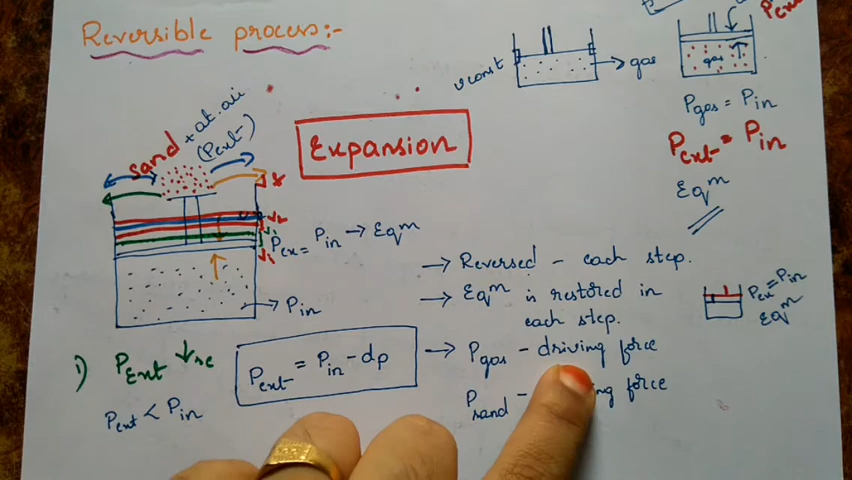 Reversible process:-
sand + at. air
(Pext)
Expansion
Pex = Pin → Eqᵐ
→ Pin
v const
→ gas
gas
Pext
Pgas = Pin
Pext = Pin
Eqᵐ
→ Reversed - each step.
→ Eqᵐ is restored in
each step.
→ Pgas - driving force
Psand - force
Pex = Pin
Eqᵐ
1) PExt ↓se
Pext = Pin - dp
Pext < Pin